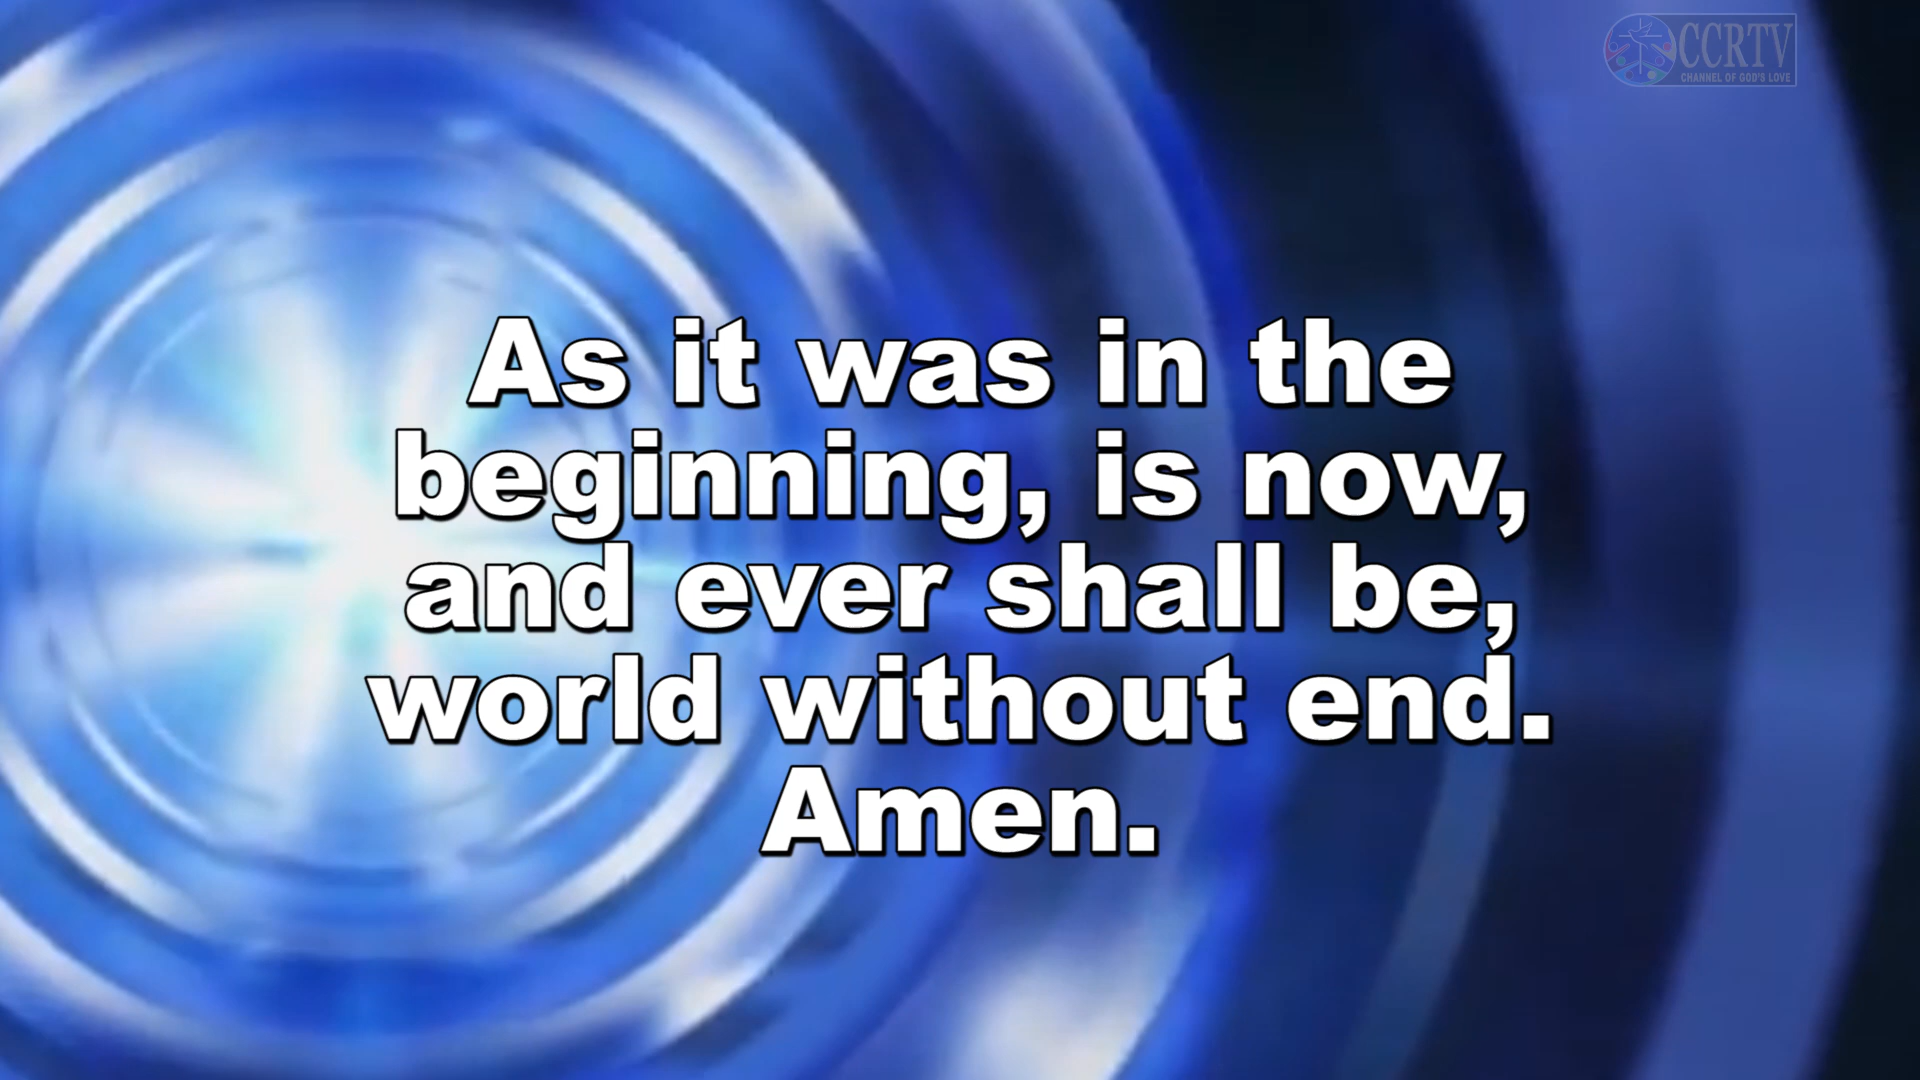 CCRTV
CHANNEL OF GOD'S LOVE
As it was in the
beginning, is now,
and ever shall be,
world without end.
Amen.